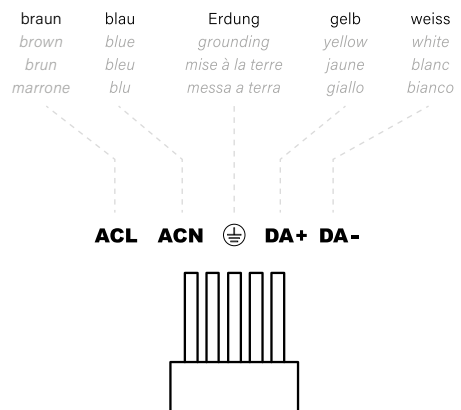 braun blau Erdung gelb weiss
brown blue grounding yellow white
brun bleu mise à la terre jaune blanc
marrone blu messa a terra giallo bianco
ACL ACN DA+ DA-